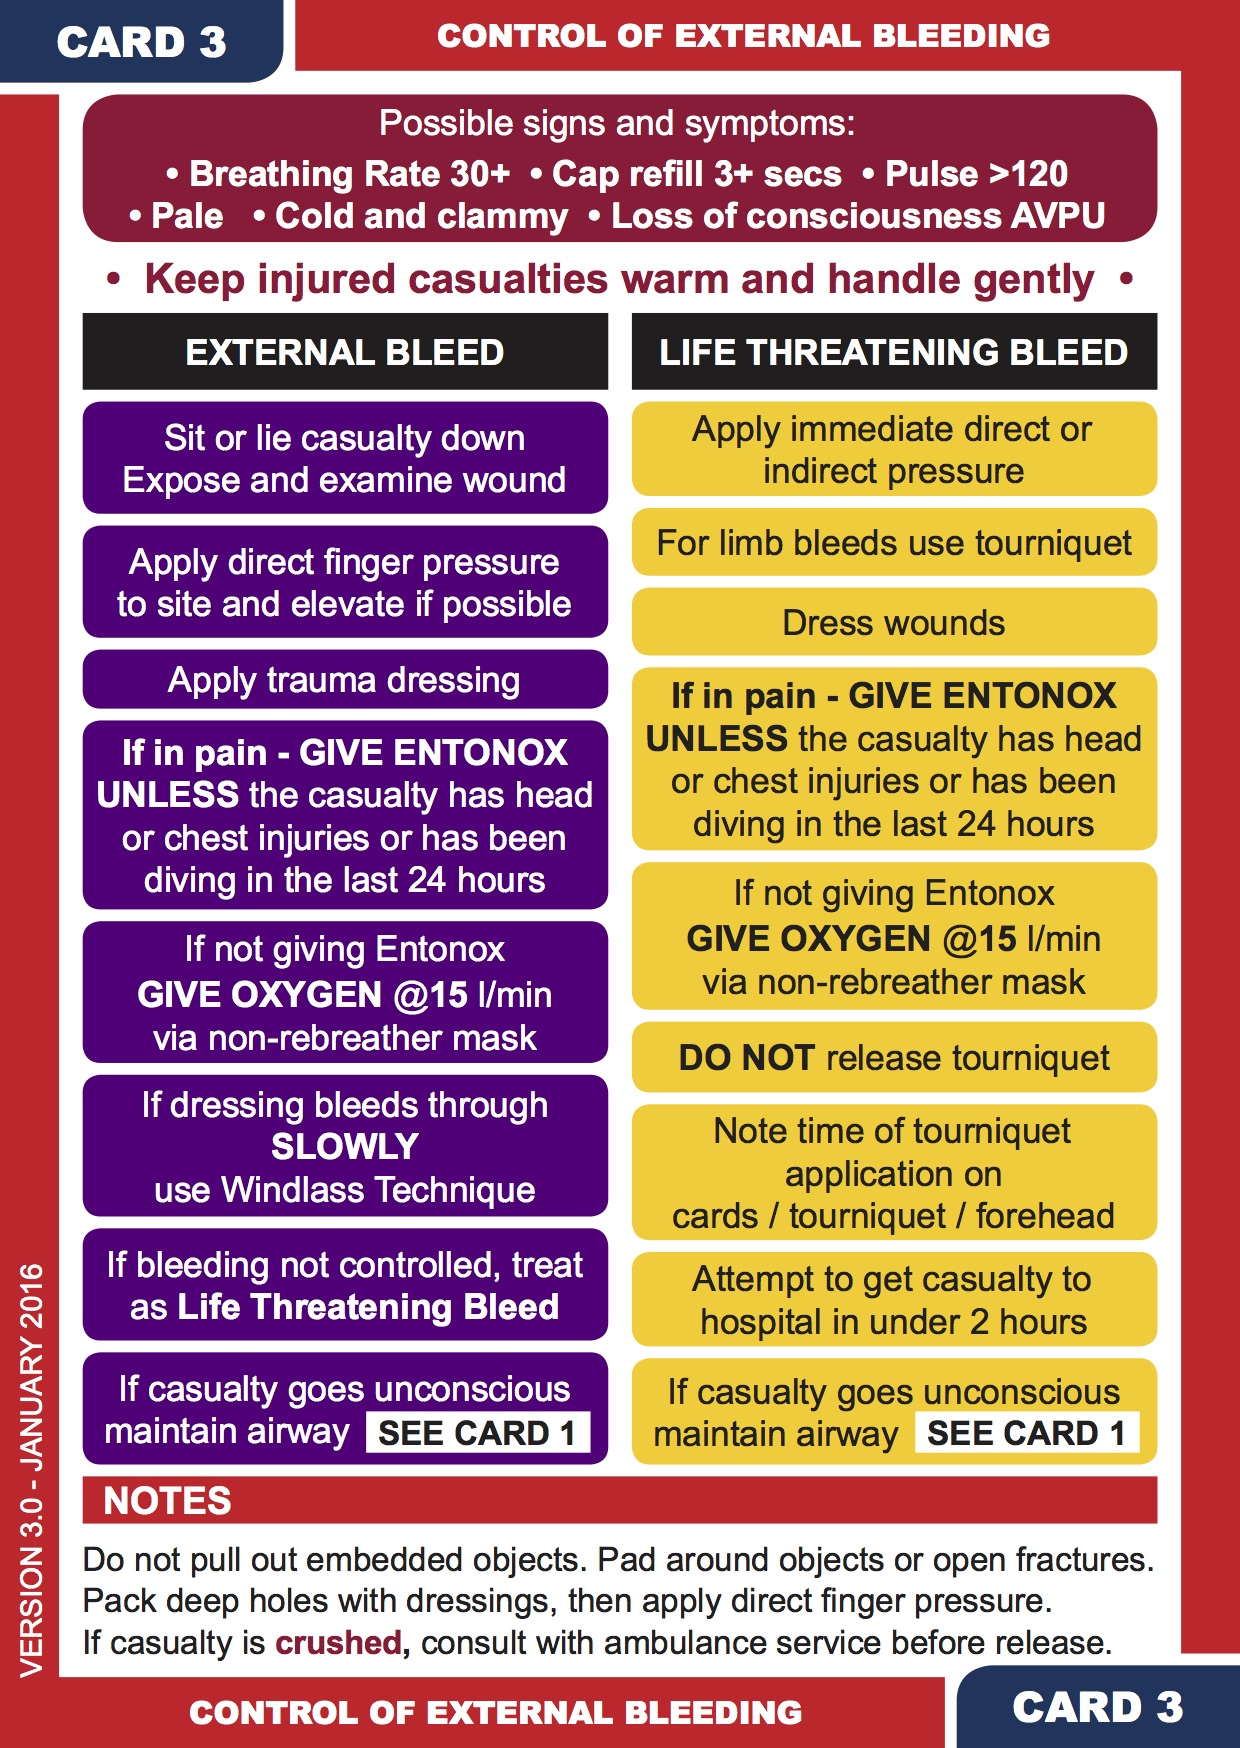 CARD 3
CONTROL OF EXTERNAL BLEEDING
Possible signs and symptoms:
• Breathing Rate 30+ • Cap refill 3+ secs • Pulse >120
• Pale • Cold and clammy • Loss of consciousness AVPU
• Keep injured casualties warm and handle gently •
EXTERNAL BLEED
Sit or lie casualty down
Expose and examine wound
Apply direct finger pressure
to site and elevate if possible
Apply trauma dressing
If in pain - GIVE ENTONOX
UNLESS the casualty has head
or chest injuries or has been
diving in the last 24 hours
If not giving Entonox
GIVE OXYGEN @15 l/min
via non-rebreather mask
If dressing bleeds through
SLOWLY
use Windlass Technique
If bleeding not controlled, treat
as Life Threatening Bleed
If casualty goes unconscious
maintain airway SEE CARD 1
LIFE THREATENING BLEED
Apply immediate direct or
indirect pressure
For limb bleeds use tourniquet
Dress wounds
If in pain - GIVE ENTONOX
UNLESS the casualty has head
or chest injuries or has been
diving in the last 24 hours
If not giving Entonox
GIVE OXYGEN @15 l/min
via non-rebreather mask
DO NOT release tourniquet
Note time of tourniquet
application on
cards / tourniquet / forehead
Attempt to get casualty to
hospital in under 2 hours
If casualty goes unconscious
maintain airway SEE CARD 1
NOTES
Do not pull out embedded objects. Pad around objects or open fractures.
Pack deep holes with dressings, then apply direct finger pressure.
If casualty is crushed, consult with ambulance service before release.
VERSION 3.0 - JANUARY 2016
CONTROL OF EXTERNAL BLEEDING
CARD 3